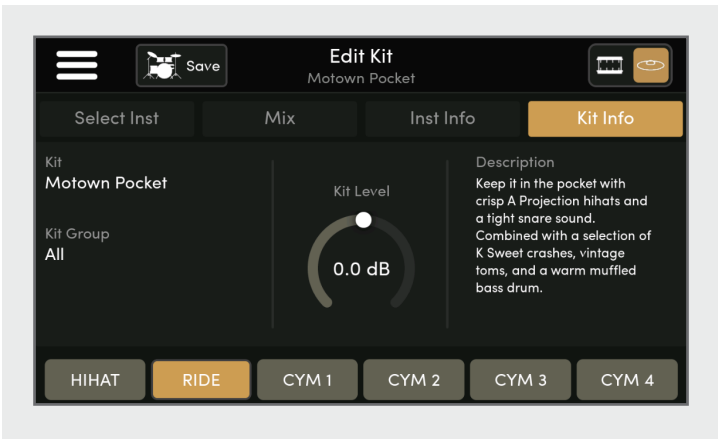 Save
Edit Kit
Motown Pocket
Select Inst
Mix
Inst Info
Kit Info
Kit
Motown Pocket
Kit Group
All
Kit Level
0.0 dB
Description
Keep it in the pocket with
crisp A Projection hihats and
a tight snare sound.
Combined with a selection of
K Sweet crashes, vintage
toms, and a warm muffled
bass drum.
HIHAT
RIDE
CYM 1
CYM 2
CYM 3
CYM 4